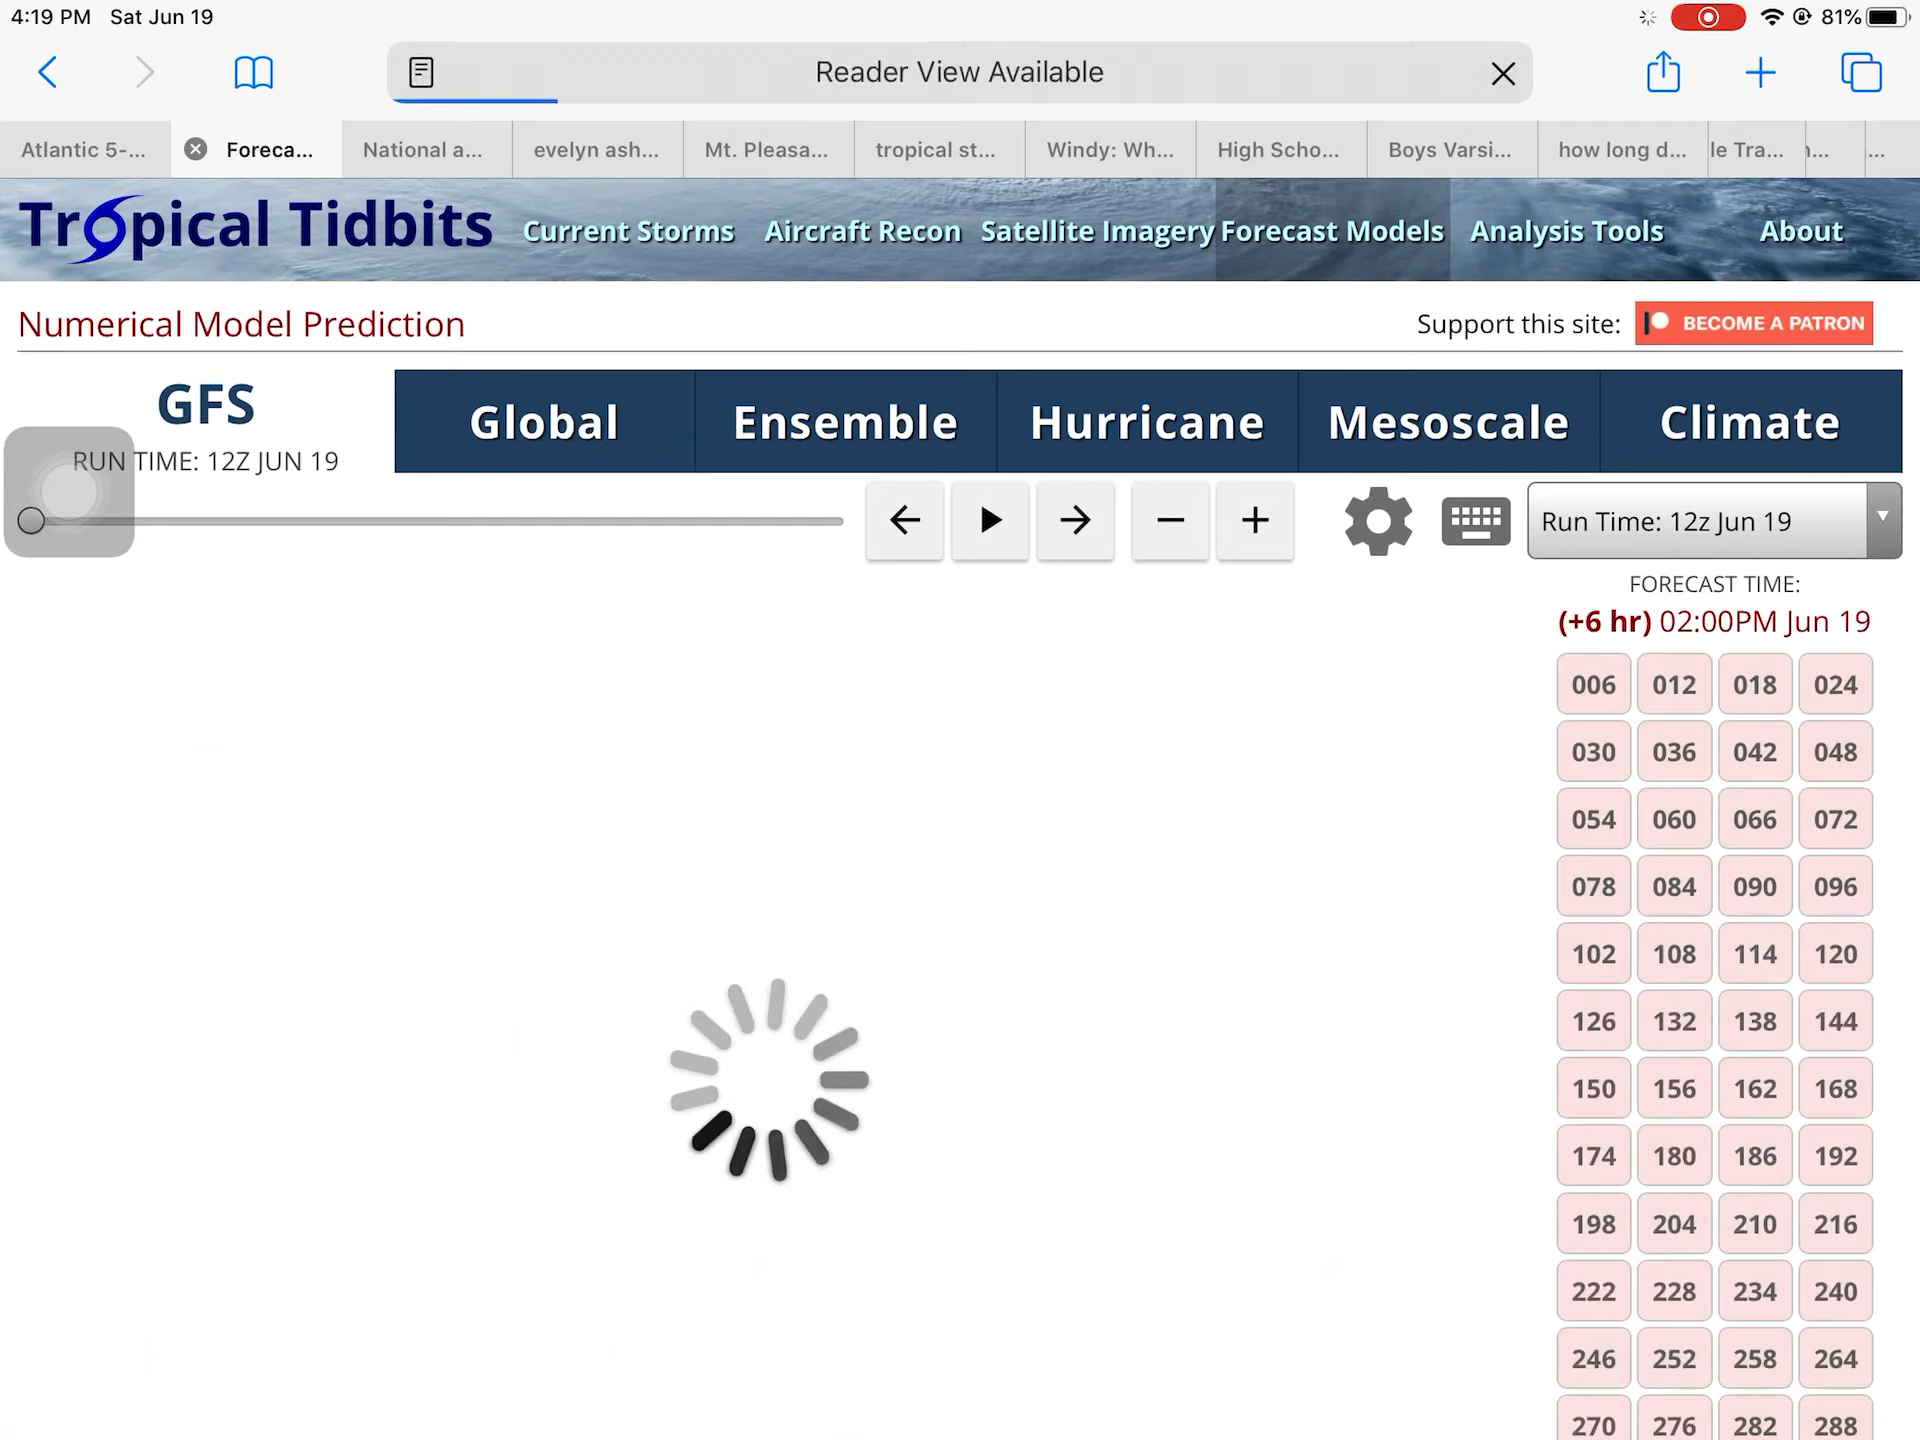 4:19 PM Sat Jun 19
81%
Reader View Available
Atlantic 5-...
Foreca...
National a...
evelyn ash...
Mt. Pleasa...
tropical st...
Windy: Wh...
High Scho...
Boys Varsi...
how long d...
le Tra...
...
Tropical Tidbits
Current Storms
Aircraft Recon
Satellite Imagery
Forecast Models
Analysis Tools
About
Numerical Model Prediction
Support this site:
BECOME A PATRON
GFS
RUN TIME: 12Z JUN 19
Global
Ensemble
Hurricane
Mesoscale
Climate
Run Time: 12z Jun 19
FORECAST TIME:
(+6 hr) 02:00PM Jun 19
006 012 018 024
030 036 042 048
054 060 066 072
078 084 090 096
102 108 114 120
126 132 138 144
150 156 162 168
174 180 186 192
198 204 210 216
222 228 234 240
246 252 258 264
270 276 282 288